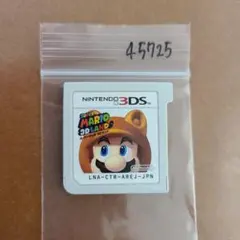 45725
NINTENDO 3DS
SUPER
MARIO
3D LAND
LNA-CTR-AREJ-JPN